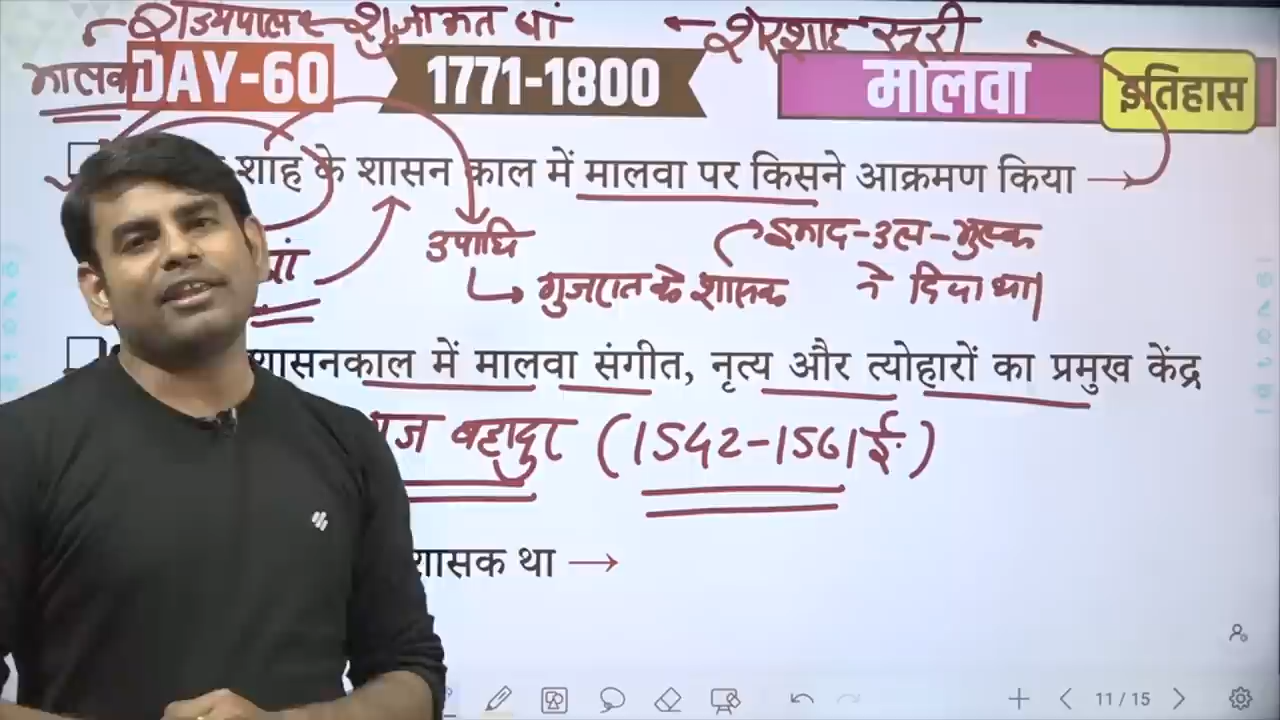 राज्यपाल - शुजाअत खां ← शेरशाह सूरी
मालवा DAY-60 1771-1800 मालवा इतिहास
शाह के शासन काल में मालवा पर किसने आक्रमण किया →
उपाधि इमाद-उल-मुल्क
खां गुजरात के शासक ने दिया था|
शासनकाल में मालवा संगीत, नृत्य और त्योहारों का प्रमुख केंद्र
बहादुर (1542-1561ई.)
शासक था →
11 / 15